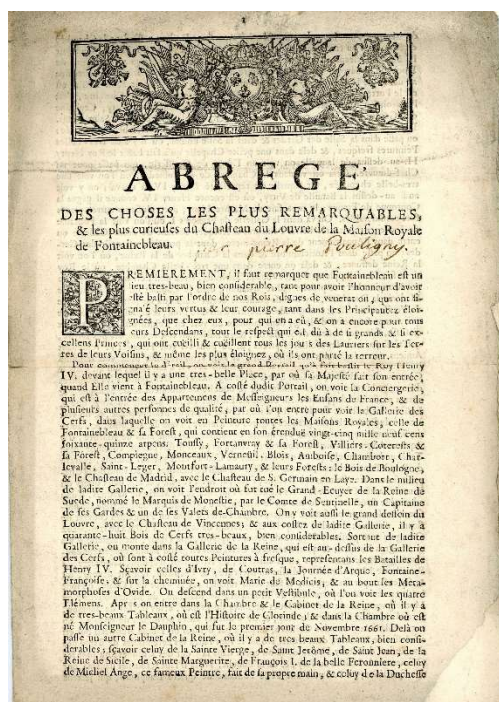 ABREGE'
DES CHOSES LES PLUS REMARQUABLES,
& les plus curieuses du Chasteau du Louvre de la Maison Royale
de Fontainebleau. par pierre Pouligny.
PREMIEREMENT, il faut remarquer que Fontainebleau est un
lieu tres-beau, bien considerable, tant pour avoir l'honneur d'avoir
esté basti par l'ordre de nos Rois, dignes de veneration, qui ont si-
gnalé leurs vertus & leur courage, tant dans les Principautez éloi-
gnées, que chez eux, pour qui on a eû, & on a encore pour tous
leurs Descendans, tout le respect qui est dû à de si grands & si ex-
cellens Princes, qui ont cueilli & cueillent tous les jours des Lauriers sur les Ter-
res de leurs Voisins, & même les plus éloignez, où ils ont porté la terreur.
Pour commencer on voit le grand Portail qu'a fait bastir le Roy Henry
IV. devant lequel il y a une tres-belle Place, par où sa Majesté fait son entrée,
quand Elle vient à Fontainebleau. A costé dudit Portail, on voit la Conciergerie,
qui est à l'entrée des Appartemens de Messeigneurs les Enfans de France, & de
plusieurs autres personnes de qualité, par où l'on entre pour voir la Gallerie des
Cerfs, dans laquelle on voit en Peinture toutes les Maisons Royales; celle de
Fontainebleau & sa Forest, qui contient en son étenduë vingt-cinq mille neuf cens
soixante-quinze arpens. Toussy, Fortanvray & sa Forest, Villiers-Coterests &
sa Forest, Compiegne, Monceaux, Verneuil, Blois, Amboise, Chambort, Char-
levalle, Saint-Leger, Montfort-Lamaury, & leurs Forests: le Bois de Boulogne,
& le Chasteau de Madrid, avec le Chasteau de S. Germain en Laye. Dans le milieu
de ladite Gallerie, on voit l'endroit où fut tué le Grand-Ecuyer de la Reine de
Suede, nommé le Marquis de Monestie, par le Comte de Sentinelle, un Capitaine
de ses Gardes & un de ses Valets de-Chambre. On y voit aussi le grand dessein du
Louvre, avec le Chasteau de Vincennes; & aux costez de ladite Gallerie, il y a
quarante-huit Bois de Cerfs tres-beaux, bien considerables. Sortant de ladite
Gallerie, on monte dans la Gallerie de la Reine, qui est au-dessus de la Gallerie
des Cerfs, où sont à costé toutes Peintures à fresque, representans les Batailles de
Henry IV. Sçavoir celles d'Ivry, de Coutras, la Journée d'Arque, Fontaine-
Françoise; & sur la cheminée, on voit Marie de Medicis, & au bout les Meta-
morphoses d'Ovide. On descend dans un petit Vestibule, où l'on voit les quatre
Elémens. Aprés on entre dans la Chambre & le Cabinet de la Reine, où il y a
de tres-beaux Tableaux, où est l'Histoire de Clorinde; & dans la Chambre où est
né Monseigneur le Dauphin, qui fut le premier jour de Novembre 1661. Delà on
passe un autre Cabinet de la Reine, où il y a de tres beaux Tableaux, bien consi-
derables; sçavoir celuy de la Sainte Vierge, de Saint Jerôme, de Saint Jean, de la
Reine de Sicile, de Sainte Marguerite, de François I. de la belle Feronniere, celuy
de Michel Ange, ce fameux Peintre, fait de sa propre main, & celuy de la Duchesse